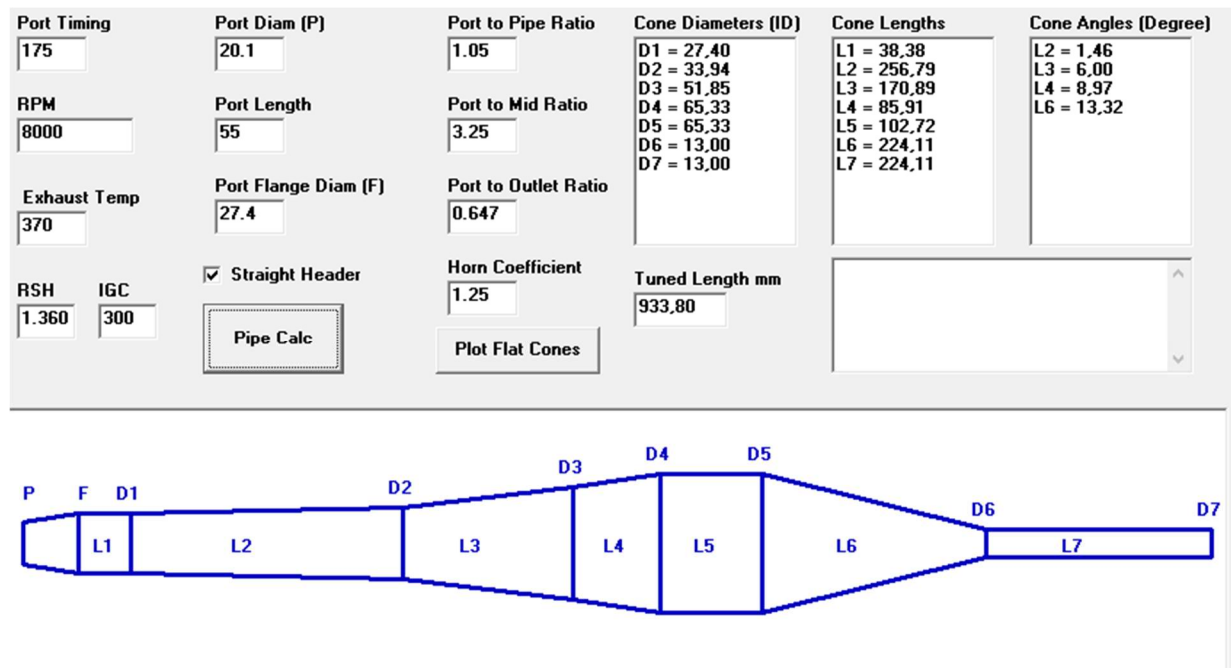 Port Timing
175
RPM
8000
Exhaust Temp
370
RSH IGC
1.360 300
Port Diam (P)
20.1
Port Length
55
Port Flange Diam (F)
27.4
Straight Header
Pipe Calc
Port to Pipe Ratio
1.05
Port to Mid Ratio
3.25
Port to Outlet Ratio
0.647
Horn Coefficient
1.25
Plot Flat Cones
Cone Diameters (ID)
D1 = 27,40
D2 = 33,94
D3 = 51,85
D4 = 65,33
D5 = 65,33
D6 = 13,00
D7 = 13,00
Tuned Length mm
933,80
Cone Lengths
L1 = 38,38
L2 = 256,79
L3 = 170,89
L4 = 85,91
L5 = 102,72
L6 = 224,11
L7 = 224,11
Cone Angles (Degree)
L2 = 1,46
L3 = 6,00
L4 = 8,97
L6 = 13,32
P F D1 D2 D3 D4 D5 D6 D7
L1 L2 L3 L4 L5 L6 L7